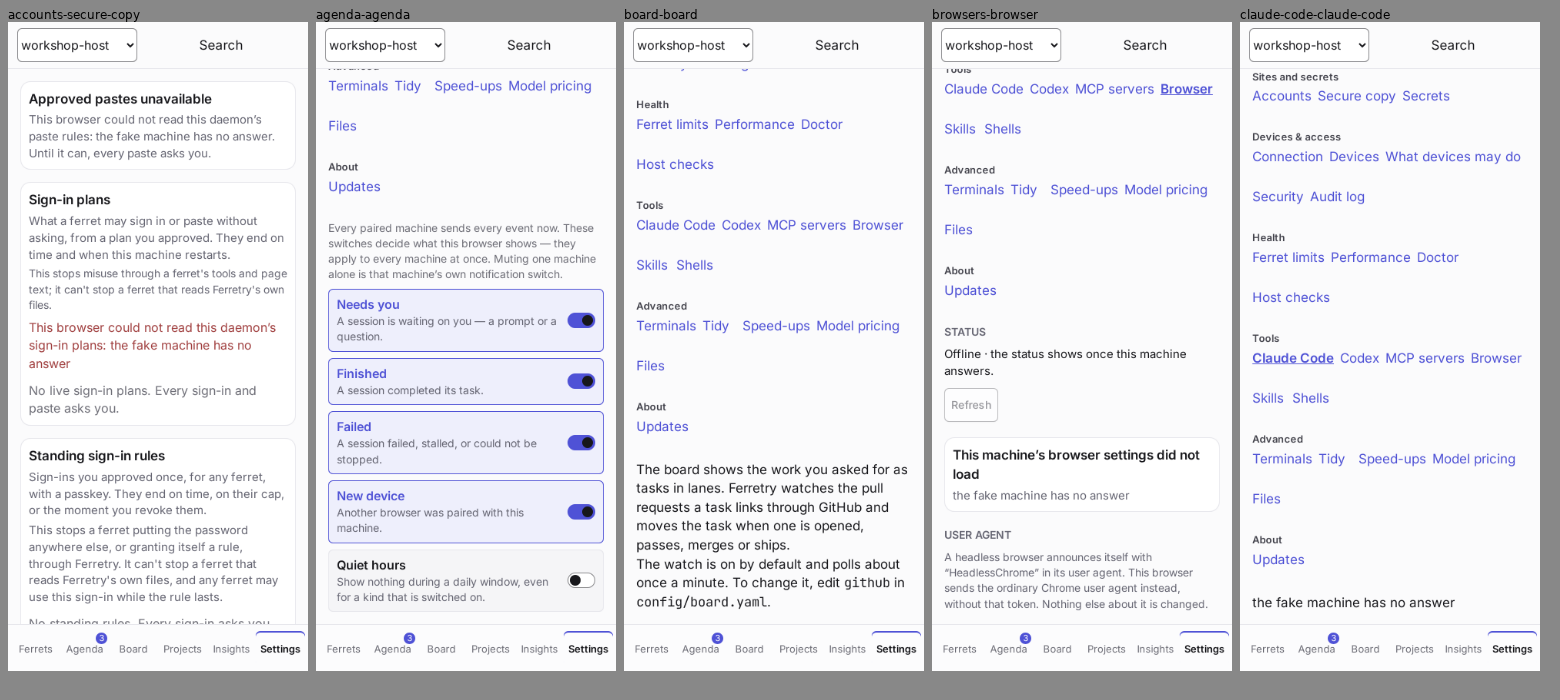 accounts-secure-copy
workshop-host
Search
Approved pastes unavailable
This browser could not read this daemon’s
paste rules: the fake machine has no answer.
Until it can, every paste asks you.
Sign-in plans
What a ferret may sign in or paste without
asking, from a plan you approved. They end on
time and when this machine restarts.
This stops misuse through a ferret's tools and page
text; it can't stop a ferret that reads Ferretry's own
files.
This browser could not read this daemon’s
sign-in plans: the fake machine has no
answer
No live sign-in plans. Every sign-in and
paste asks you.
Standing sign-in rules
Sign-ins you approved once, for any ferret,
with a passkey. They end on time, on their cap,
or the moment you revoke them.
This stops a ferret putting the password
anywhere else, or granting itself a rule,
through Ferretry. It can't stop a ferret that
reads Ferretry's own files, and any ferret may
use this sign-in while the rule lasts.
No standing rules. Every sign-in asks you
Ferrets
Agenda
3
Board
Projects
Insights
Settings
agenda-agenda
workshop-host
Search
Advanced
Terminals Tidy Speed-ups Model pricing
Files
About
Updates
Every paired machine sends every event now. These
switches decide what this browser shows — they
apply to every machine at once. Muting one machine
alone is that machine’s own notification switch.
Needs you
A session is waiting on you — a prompt or a
question.
Finished
A session completed its task.
Failed
A session failed, stalled, or could not be
stopped.
New device
Another browser was paired with this
machine.
Quiet hours
Show nothing during a daily window, even
for a kind that is switched on.
Ferrets
Agenda
3
Board
Projects
Insights
Settings
board-board
workshop-host
Search
Health
Ferret limits Performance Doctor
Host checks
Tools
Claude Code Codex MCP servers Browser
Skills Shells
Advanced
Terminals Tidy Speed-ups Model pricing
Files
About
Updates
The board shows the work you asked for as
tasks in lanes. Ferretry watches the pull
requests a task links through GitHub and
moves the task when one is opened,
passes, merges or ships.
The watch is on by default and polls about
once a minute. To change it, edit github in
config/board.yaml.
Ferrets
Agenda
3
Board
Projects
Insights
Settings
browsers-browser
workshop-host
Search
Tools
Claude Code Codex MCP servers Browser
Skills Shells
Advanced
Terminals Tidy Speed-ups Model pricing
Files
About
Updates
STATUS
Offline · the status shows once this machine
answers.
Refresh
This machine’s browser settings did not
load
the fake machine has no answer
USER AGENT
A headless browser announces itself with
“HeadlessChrome” in its user agent. This browser
sends the ordinary Chrome user agent instead,
without that token. Nothing else about it is changed.
Ferrets
Agenda
3
Board
Projects
Insights
Settings
claude-code-claude-code
workshop-host
Search
Sites and secrets
Accounts Secure copy Secrets
Devices & access
Connection Devices What devices may do
Security Audit log
Health
Ferret limits Performance Doctor
Host checks
Tools
Claude Code Codex MCP servers Browser
Skills Shells
Advanced
Terminals Tidy Speed-ups Model pricing
Files
About
Updates
the fake machine has no answer
Ferrets
Agenda
3
Board
Projects
Insights
Settings